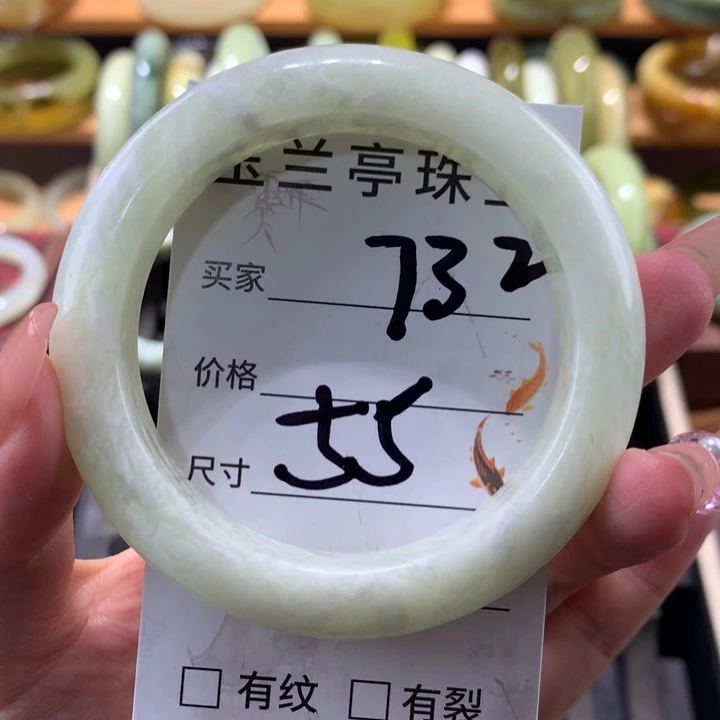 玉兰亭珠
买家 732
价格
尺寸 55
有纹 有裂